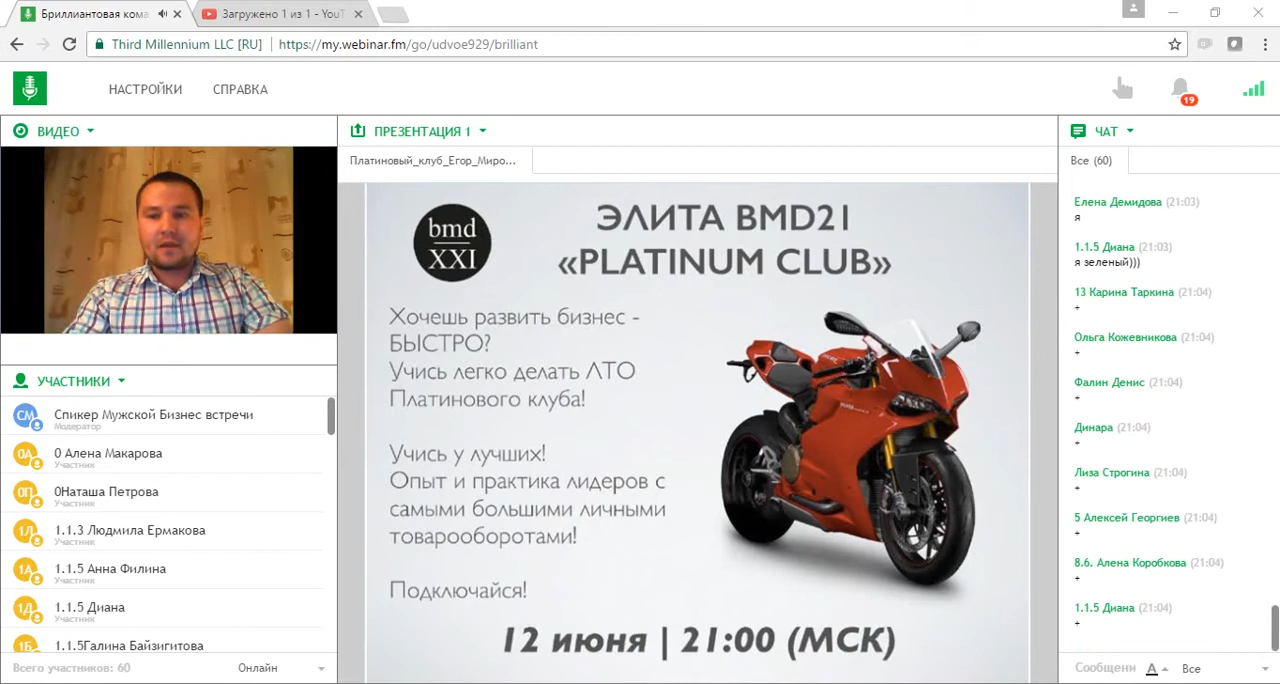 Бриллиантовая кома
Загружено 1 из 1 - YouT
Third Millennium LLC [RU]
https://my.webinar.fm/go/udvoe929/brilliant
НАСТРОЙКИ
СПРАВКА
19
ВИДЕО
ПРЕЗЕНТАЦИЯ 1
ЧАТ
Платиновый_клуб_Егор_Миро...
Все (60)
bmd
XXI
ЭЛИТА BMD21
«PLATINUM CLUB»
Хочешь развить бизнес -
БЫСТРО?
Учись легко делать ЛТО
Платинового клуба!
Учись у лучших!
Опыт и практика лидеров с
самыми большими личными
товарооборотами!
Подключайся!
12 июня | 21:00 (МСК)
УЧАСТНИКИ
СМ
Спикер Мужской Бизнес встречи
Модератор
0А
0 Алена Макарова
Участник
0П
0Наташа Петрова
Участник
1Л
1.1.3 Людмила Ермакова
Участник
1А
1.1.5 Анна Филина
Участник
1Д
1.1.5 Диана
Участник
1Б
1.1.5Галина Байзигитова
Всего участников: 60
Онлайн
Елена Демидова (21:03)
я
1.1.5 Диана (21:03)
я зеленый)))
13 Карина Таркина (21:04)
+
Ольга Кожевникова (21:04)
+
Фалин Денис (21:04)
+
Динара (21:04)
+
Лиза Строгина (21:04)
+
5 Алексей Георгиев (21:04)
+
8.6. Алена Коробкова (21:04)
+
1.1.5 Диана (21:04)
+
Сообщени
А
Все